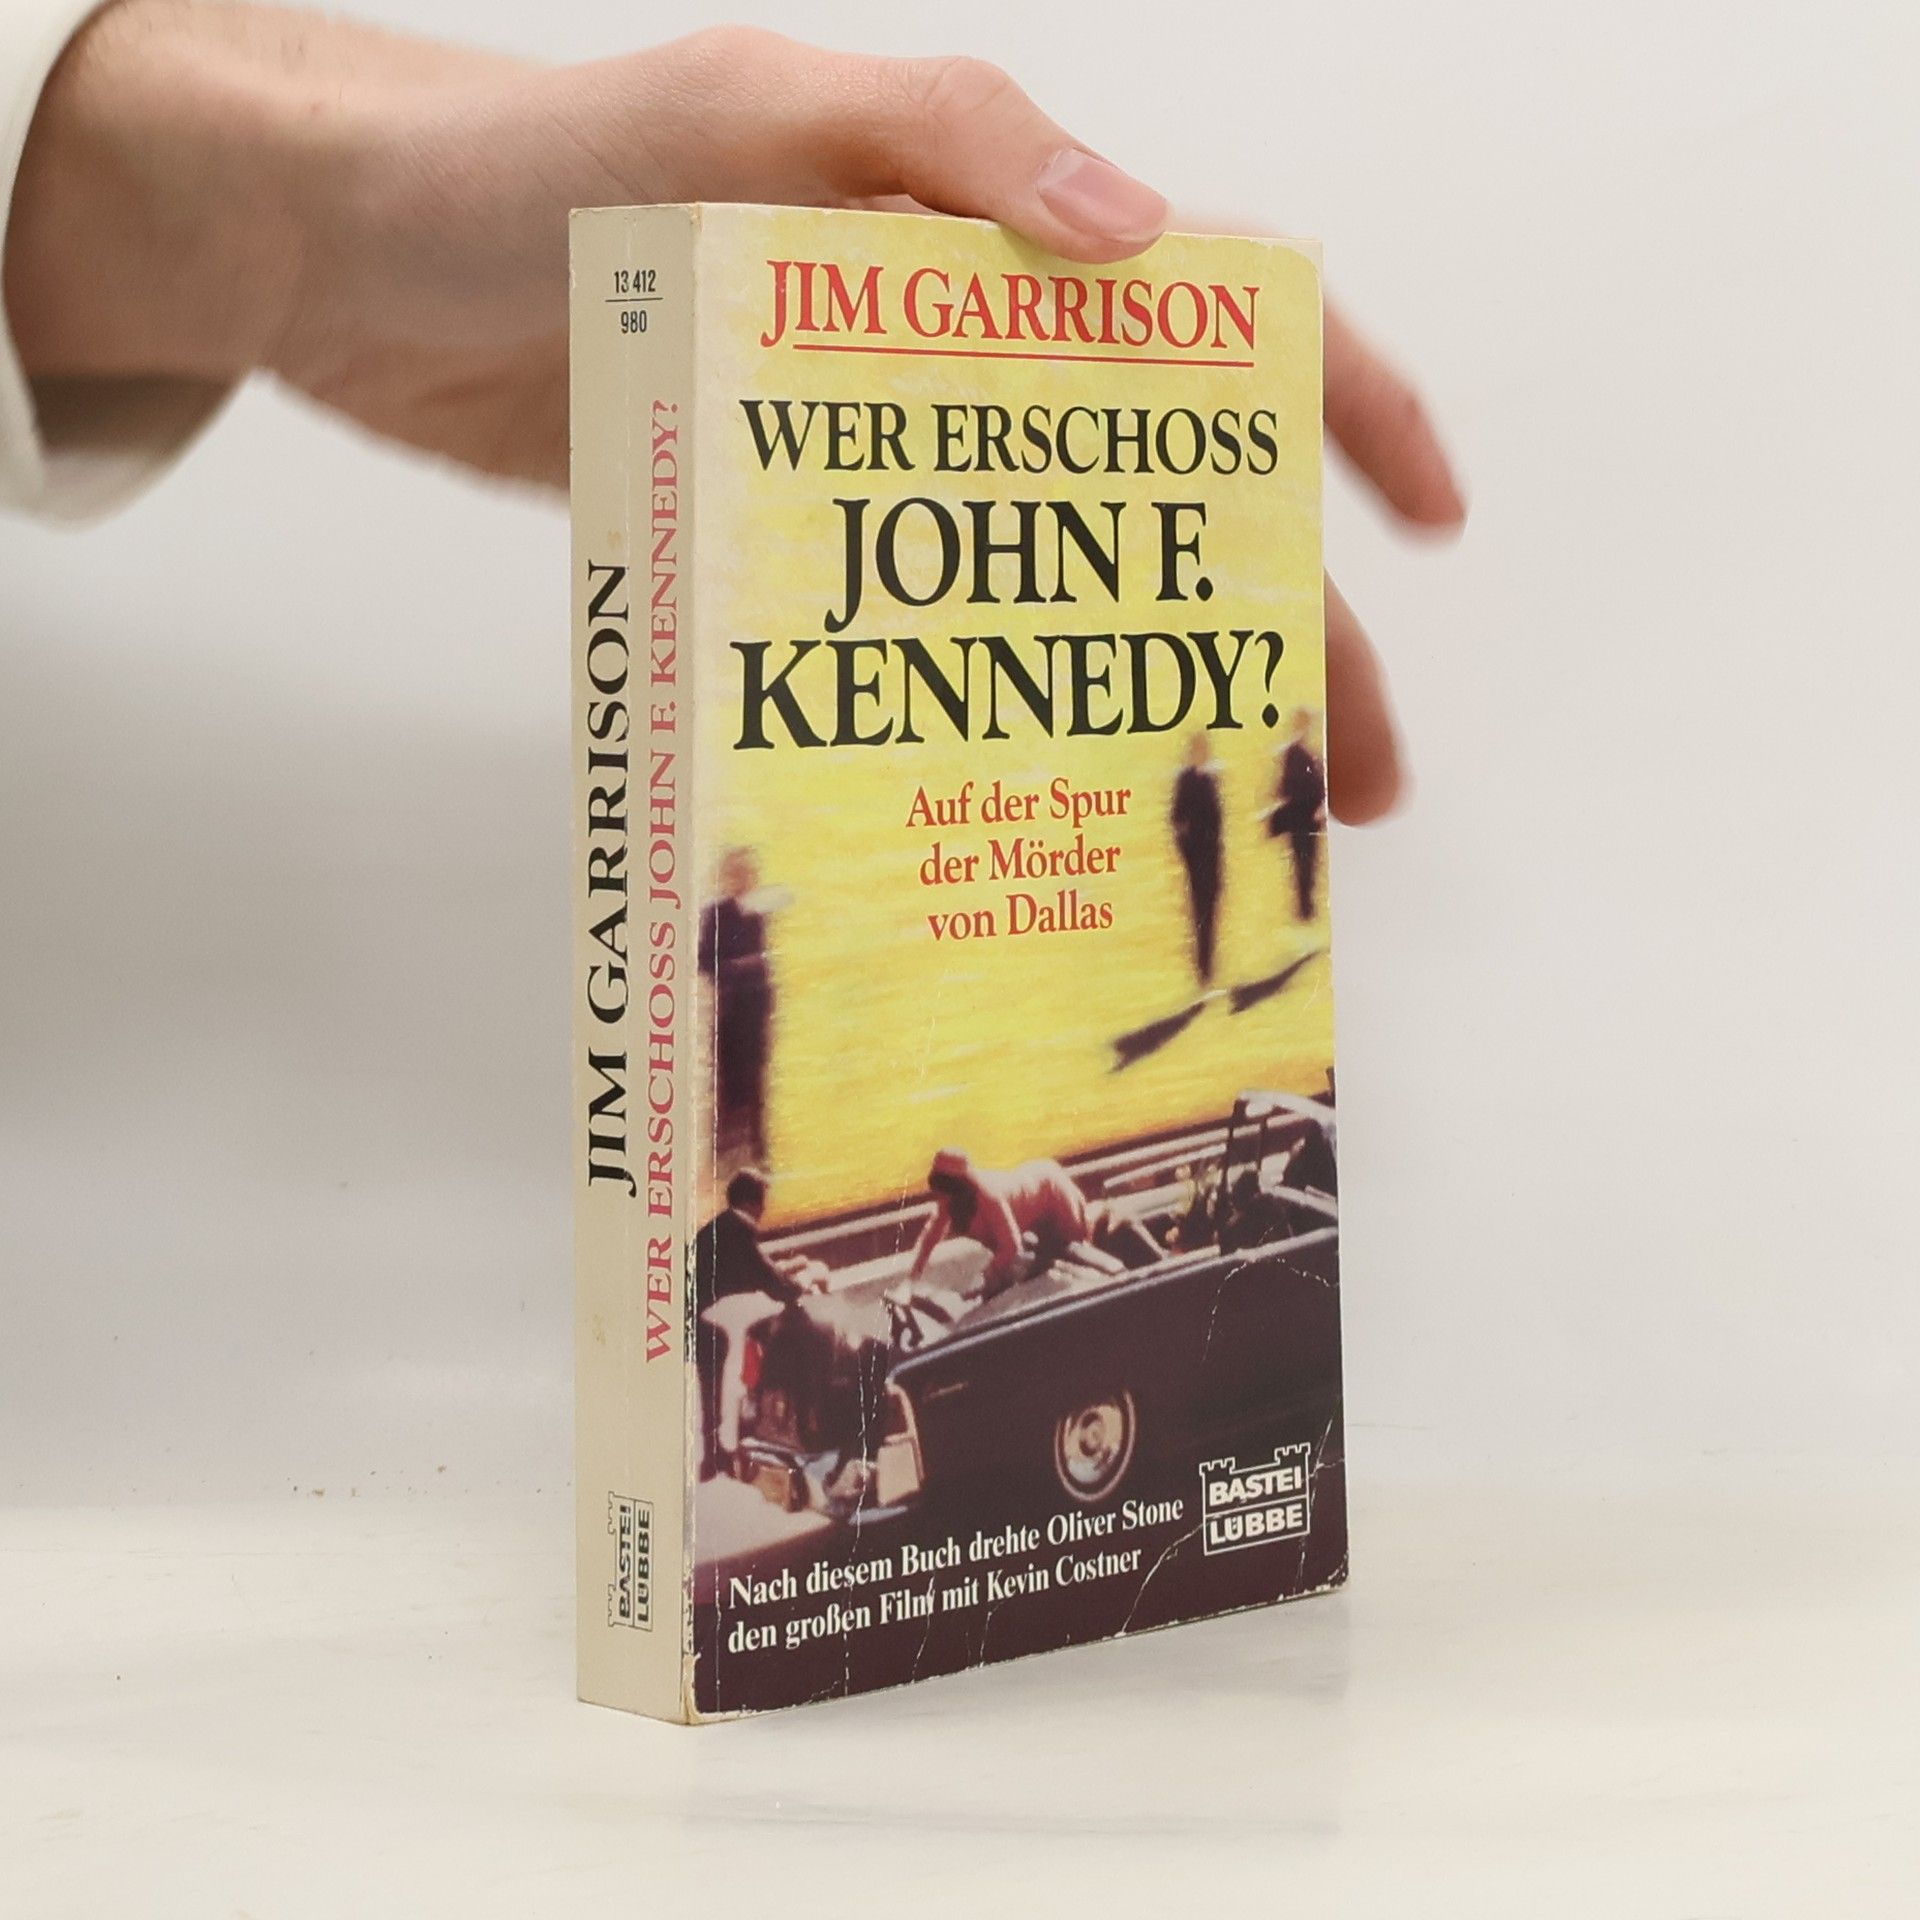 13 412
980
JIM GARRISON
WER ERSCHOSS JOHN F. KENNEDY?
BASTEI
LÜBBE
JIM GARRISON
WER ERSCHOSS
JOHN F.
KENNEDY?
Auf der Spur
der Mörder
von Dallas
Nach diesem Buch drehte Oliver Stone
den großen Film mit Kevin Costner
BASTEI
LÜBBE